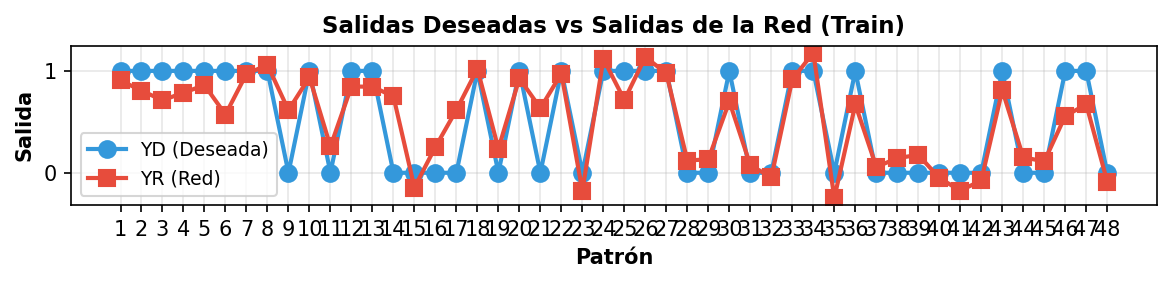 Salidas Deseadas vs Salidas de la Red (Train)
Salida
1
0
YD (Deseada)
YR (Red)
1 2 3 4 5 6 7 8 9 10 11 12 13 14 15 16 17 18 19 20 21 22 23 24 25 26 27 28 29 30 31 32 33 34 35 36 37 38 39 40 41 42 43 44 45 46 47 48
Patrón